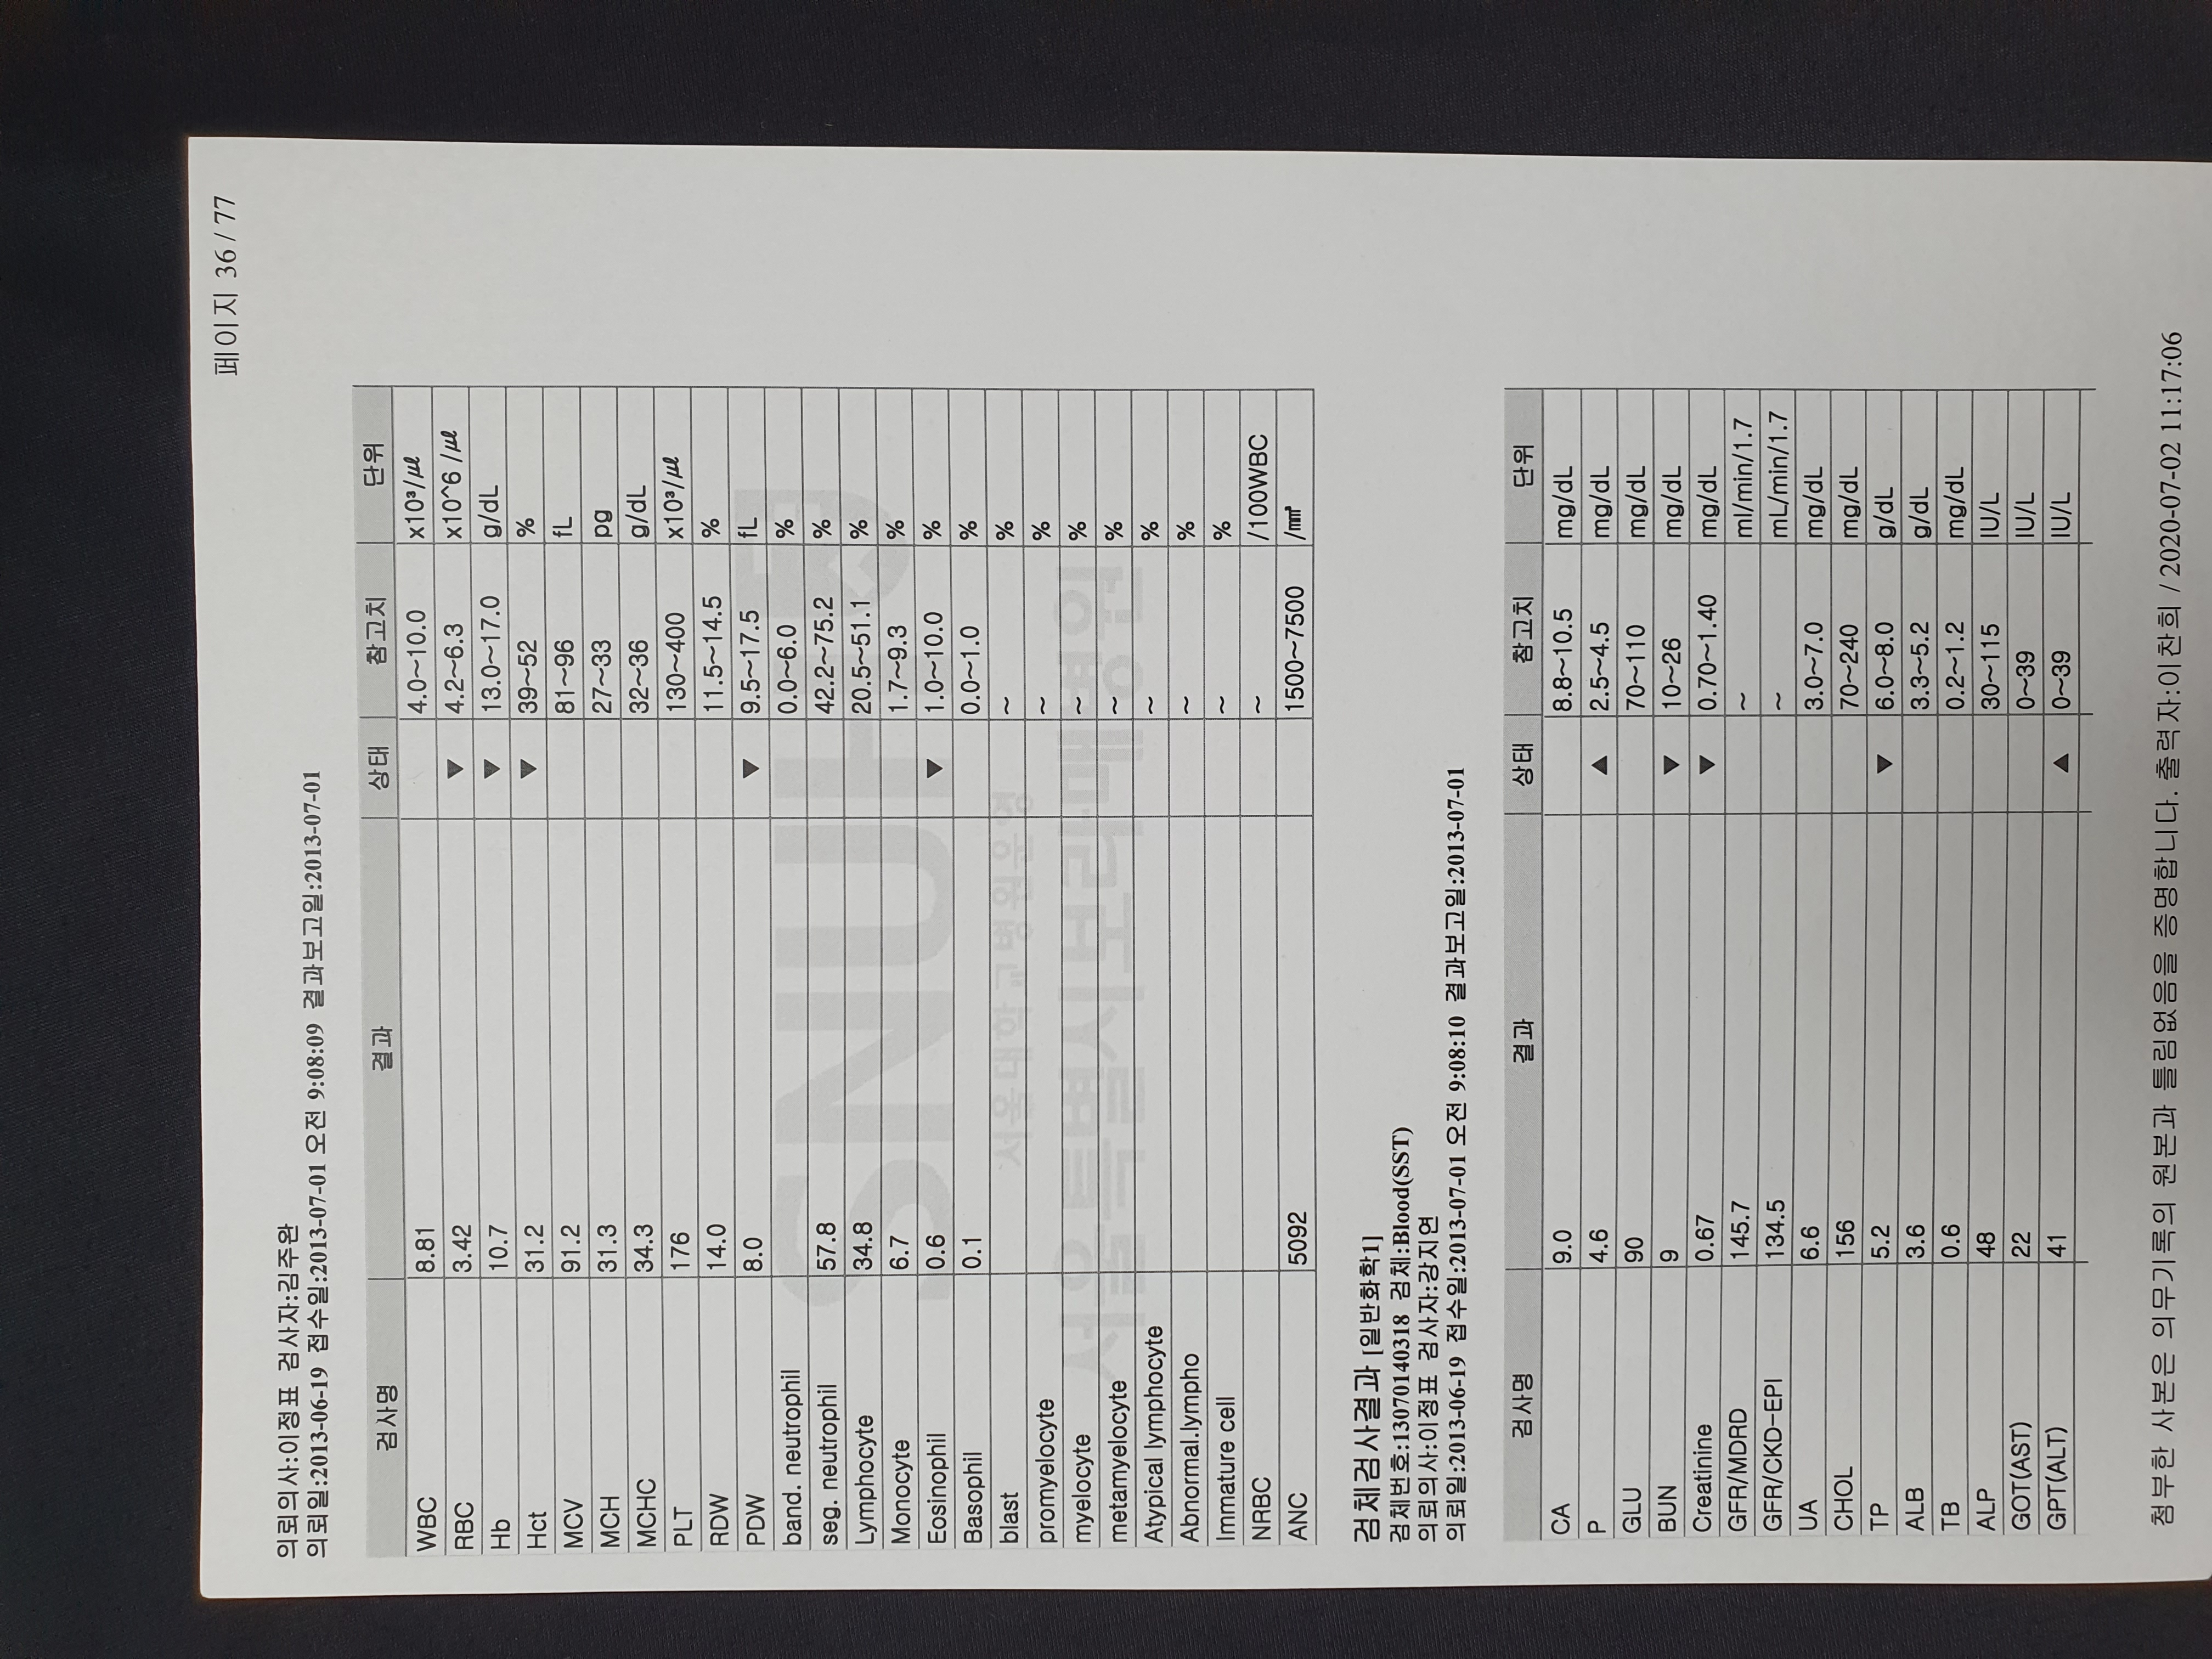 페이지 36 / 77
의뢰의사:이정표 검사자:김주완
의뢰일:2013-06-19 접수일:2013-07-01 오전 9:08:09 결과보고일:2013-07-01
검사명 결과 상태 참고치 단위
WBC 8.81 4.0~10.0 x10³/㎕
RBC 3.42 ▼ 4.2~6.3 x10^6 /㎕
Hb 10.7 ▼ 13.0~17.0 g/dL
Hct 31.2 ▼ 39~52 %
MCV 91.2 81~96 fL
MCH 31.3 27~33 pg
MCHC 34.3 32~36 g/dL
PLT 176 130~400 x10³/㎕
RDW 14.0 11.5~14.5 %
PDW 8.0 ▼ 9.5~17.5 fL
band. neutrophil 0.0~6.0 %
seg. neutrophil 57.8 42.2~75.2 %
Lymphocyte 34.8 20.5~51.1 %
Monocyte 6.7 1.7~9.3 %
Eosinophil 0.6 ▼ 1.0~10.0 %
Basophil 0.1 0.0~1.0 %
blast ~ %
promyelocyte ~ %
myelocyte ~ %
metamyelocyte ~ %
Atypical lymphocyte ~ %
Abnormal.lympho ~ %
Immature cell ~ %
NRBC ~ /100WBC
ANC 5092 1500~7500 /㎣
SNUH
서울대학교병원운영
서울특별시보라매병원
검체검사결과 [일반화학1]
검체번호:13070140318 검체:Blood(SST)
의뢰의사:이정표 검사자:강지연
의뢰일:2013-06-19 접수일:2013-07-01 오전 9:08:10 결과보고일:2013-07-01
검사명 결과 상태 참고치 단위
CA 9.0 8.8~10.5 mg/dL
P 4.6 ▲ 2.5~4.5 mg/dL
GLU 90 70~110 mg/dL
BUN 9 ▼ 10~26 mg/dL
Creatinine 0.67 ▼ 0.70~1.40 mg/dL
GFR/MDRD 145.7 ~ ml/min/1.7
GFR/CKD-EPI 134.5 ~ mL/min/1.7
UA 6.6 3.0~7.0 mg/dL
CHOL 156 70~240 mg/dL
TP 5.2 ▼ 6.0~8.0 g/dL
ALB 3.6 3.3~5.2 g/dL
TB 0.6 0.2~1.2 mg/dL
ALP 48 30~115 IU/L
GOT(AST) 22 0~39 IU/L
GPT(ALT) 41 ▲ 0~39 IU/L
첨부한 사본은 의무기록의 원본과 틀림없음을 증명합니다. 출력자:이찬희 / 2020-07-02 11:17:06